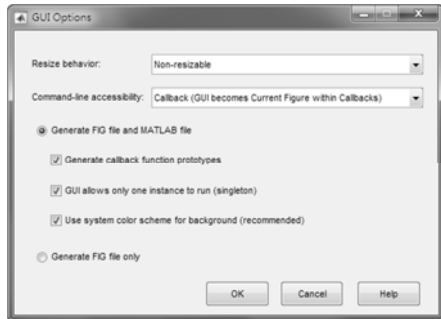 GUI Options
Resize behavior: Non-resizable
Command-line accessibility: Callback (GUI becomes Current Figure within Callbacks)
Generate FIG file and MATLAB file
Generate callback function prototypes
GUI allows only one instance to run (singleton)
Use system color scheme for background (recommended)
Generate FIG file only
OK Cancel Help